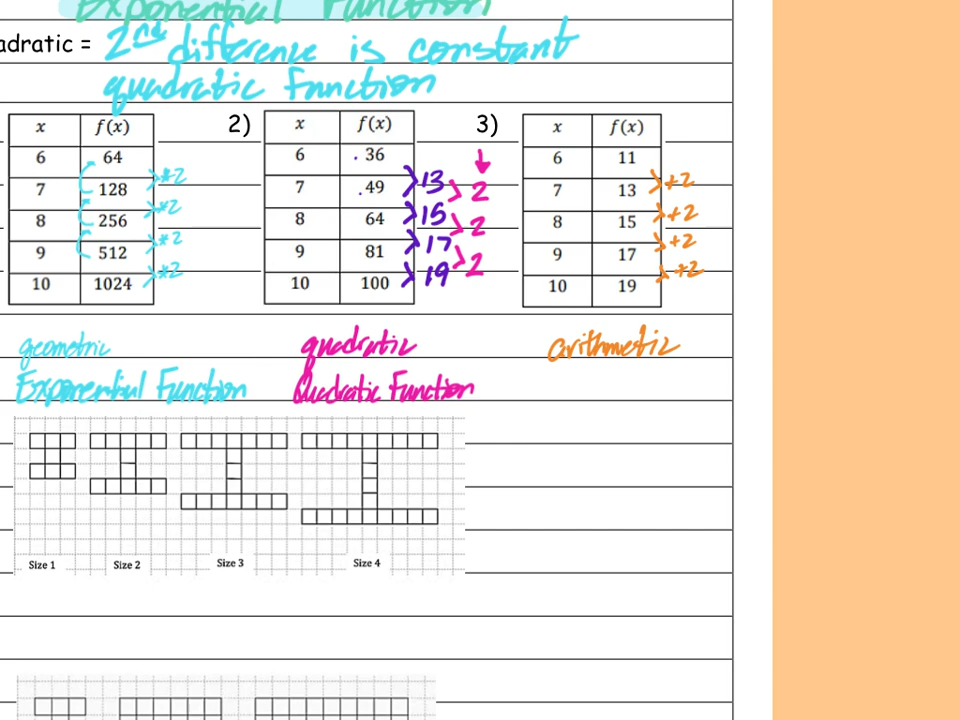 Exponential Function
adratic = 2nd difference is constant
quadratic function
x f(x)
6 64
7 128
8 256
9 512
10 1024
*2
*2
*2
*2
2)
x f(x)
6 . 36
7 . 49
8 64
9 81
10 100
13
15
17
19
2
2
2
3)
x f(x)
6 11
7 13
8 15
9 17
10 19
+2
+2
+2
+2
geometric quadratic arithmetic
Exponential Function Quadratic Function
Size 1 Size 2 Size 3 Size 4